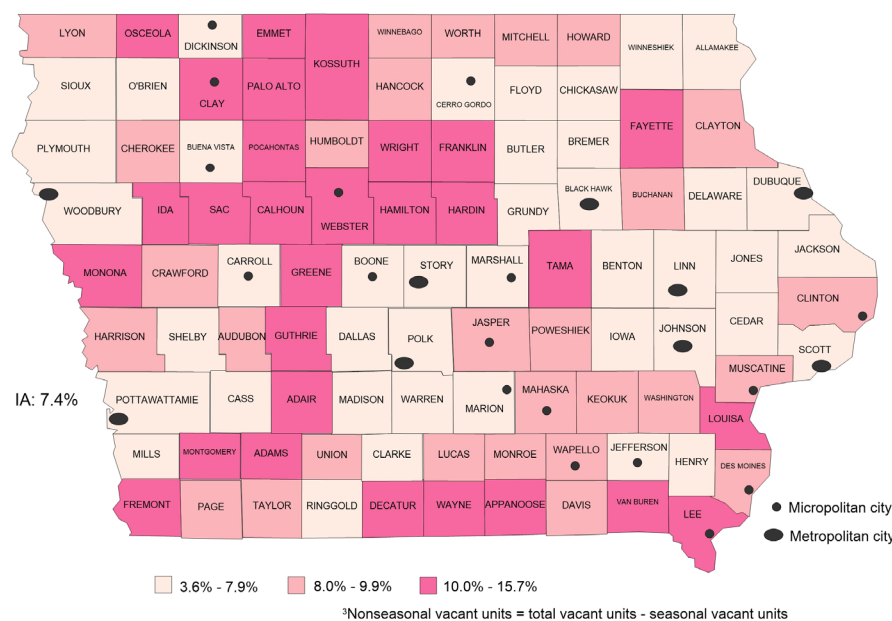 LYON OSCEOLA DICKINSON EMMET KOSSUTH WINNEBAGO WORTH MITCHELL HOWARD WINNESHIEK ALLAMAKEE
SIOUX O'BRIEN CLAY PALO ALTO HANCOCK CERRO GORDO FLOYD CHICKASAW
PLYMOUTH CHEROKEE BUENA VISTA POCAHONTAS HUMBOLDT WRIGHT FRANKLIN BUTLER BREMER FAYETTE CLAYTON
WOODBURY IDA SAC CALHOUN WEBSTER HAMILTON HARDIN GRUNDY BLACK HAWK BUCHANAN DELAWARE DUBUQUE
MONONA CRAWFORD CARROLL GREENE BOONE STORY MARSHALL TAMA BENTON LINN JONES JACKSON
CLINTON
HARRISON SHELBY AUDUBON GUTHRIE DALLAS POLK JASPER POWESHIEK IOWA JOHNSON CEDAR SCOTT
MUSCATINE
IA: 7.4%
POTTAWATTAMIE CASS ADAIR MADISON WARREN MARION MAHASKA KEOKUK WASHINGTON LOUISA
MILLS MONTGOMERY ADAMS UNION CLARKE LUCAS MONROE WAPELLO JEFFERSON HENRY DES MOINES
FREMONT PAGE TAYLOR RINGGOLD DECATUR WAYNE APPANOOSE DAVIS VAN BUREN LEE
Micropolitan city
Metropolitan city
3.6% - 7.9% 8.0% - 9.9% 10.0% - 15.7%
³Nonseasonal vacant units = total vacant units - seasonal vacant units